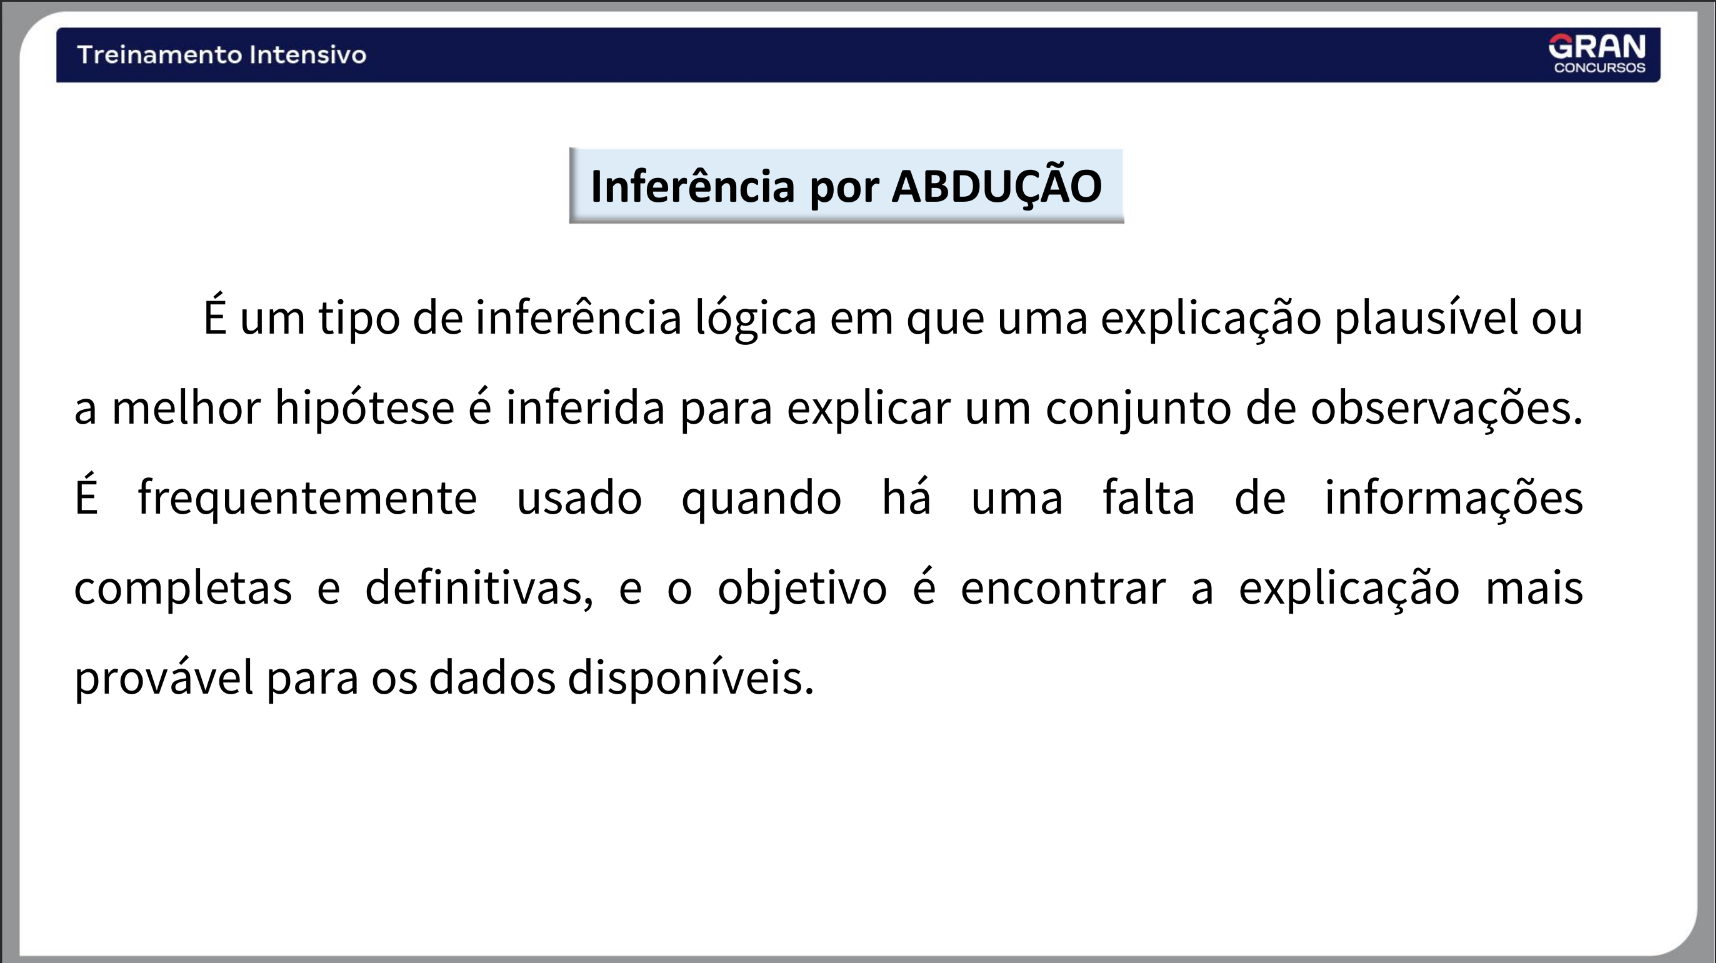 Treinamento Intensivo
GRAN
CONCURSOS
Inferência por ABDUÇÃO
É um tipo de inferência lógica em que uma explicação plausível ou
a melhor hipótese é inferida para explicar um conjunto de observações.
É frequentemente usado quando há uma falta de informações
completas e definitivas, e o objetivo é encontrar a explicação mais
provável para os dados disponíveis.